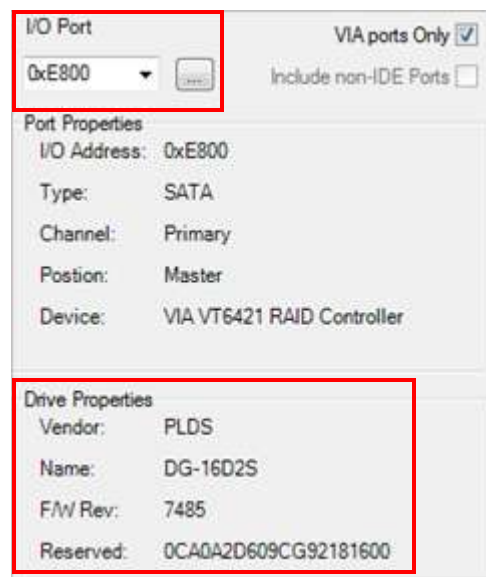 I/O Port
VIA ports Only
0xE800
...
Include non-IDE Ports
Port Properties
I/O Address: 0xE800
Type: SATA
Channel: Primary
Postion: Master
Device: VIA VT6421 RAID Controller
Drive Properties
Vendor: PLDS
Name: DG-16D2S
F/W Rev: 7485
Reserved: 0CA0A2D609CG92181600